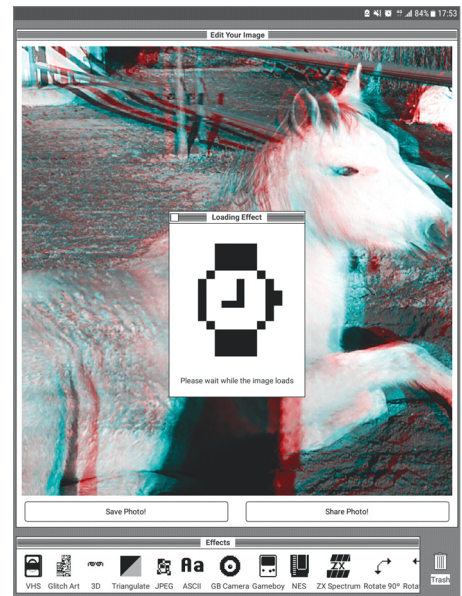 84% 17:53
Edit Your Image
Loading Effect
Please wait while the image loads
Save Photo!
Share Photo!
Effects
ZX
VHS Glitch Art 3D Triangulate JPEG ASCII GB Camera Gameboy NES ZX Spectrum Rotate 90° Rota
Aa
Trash